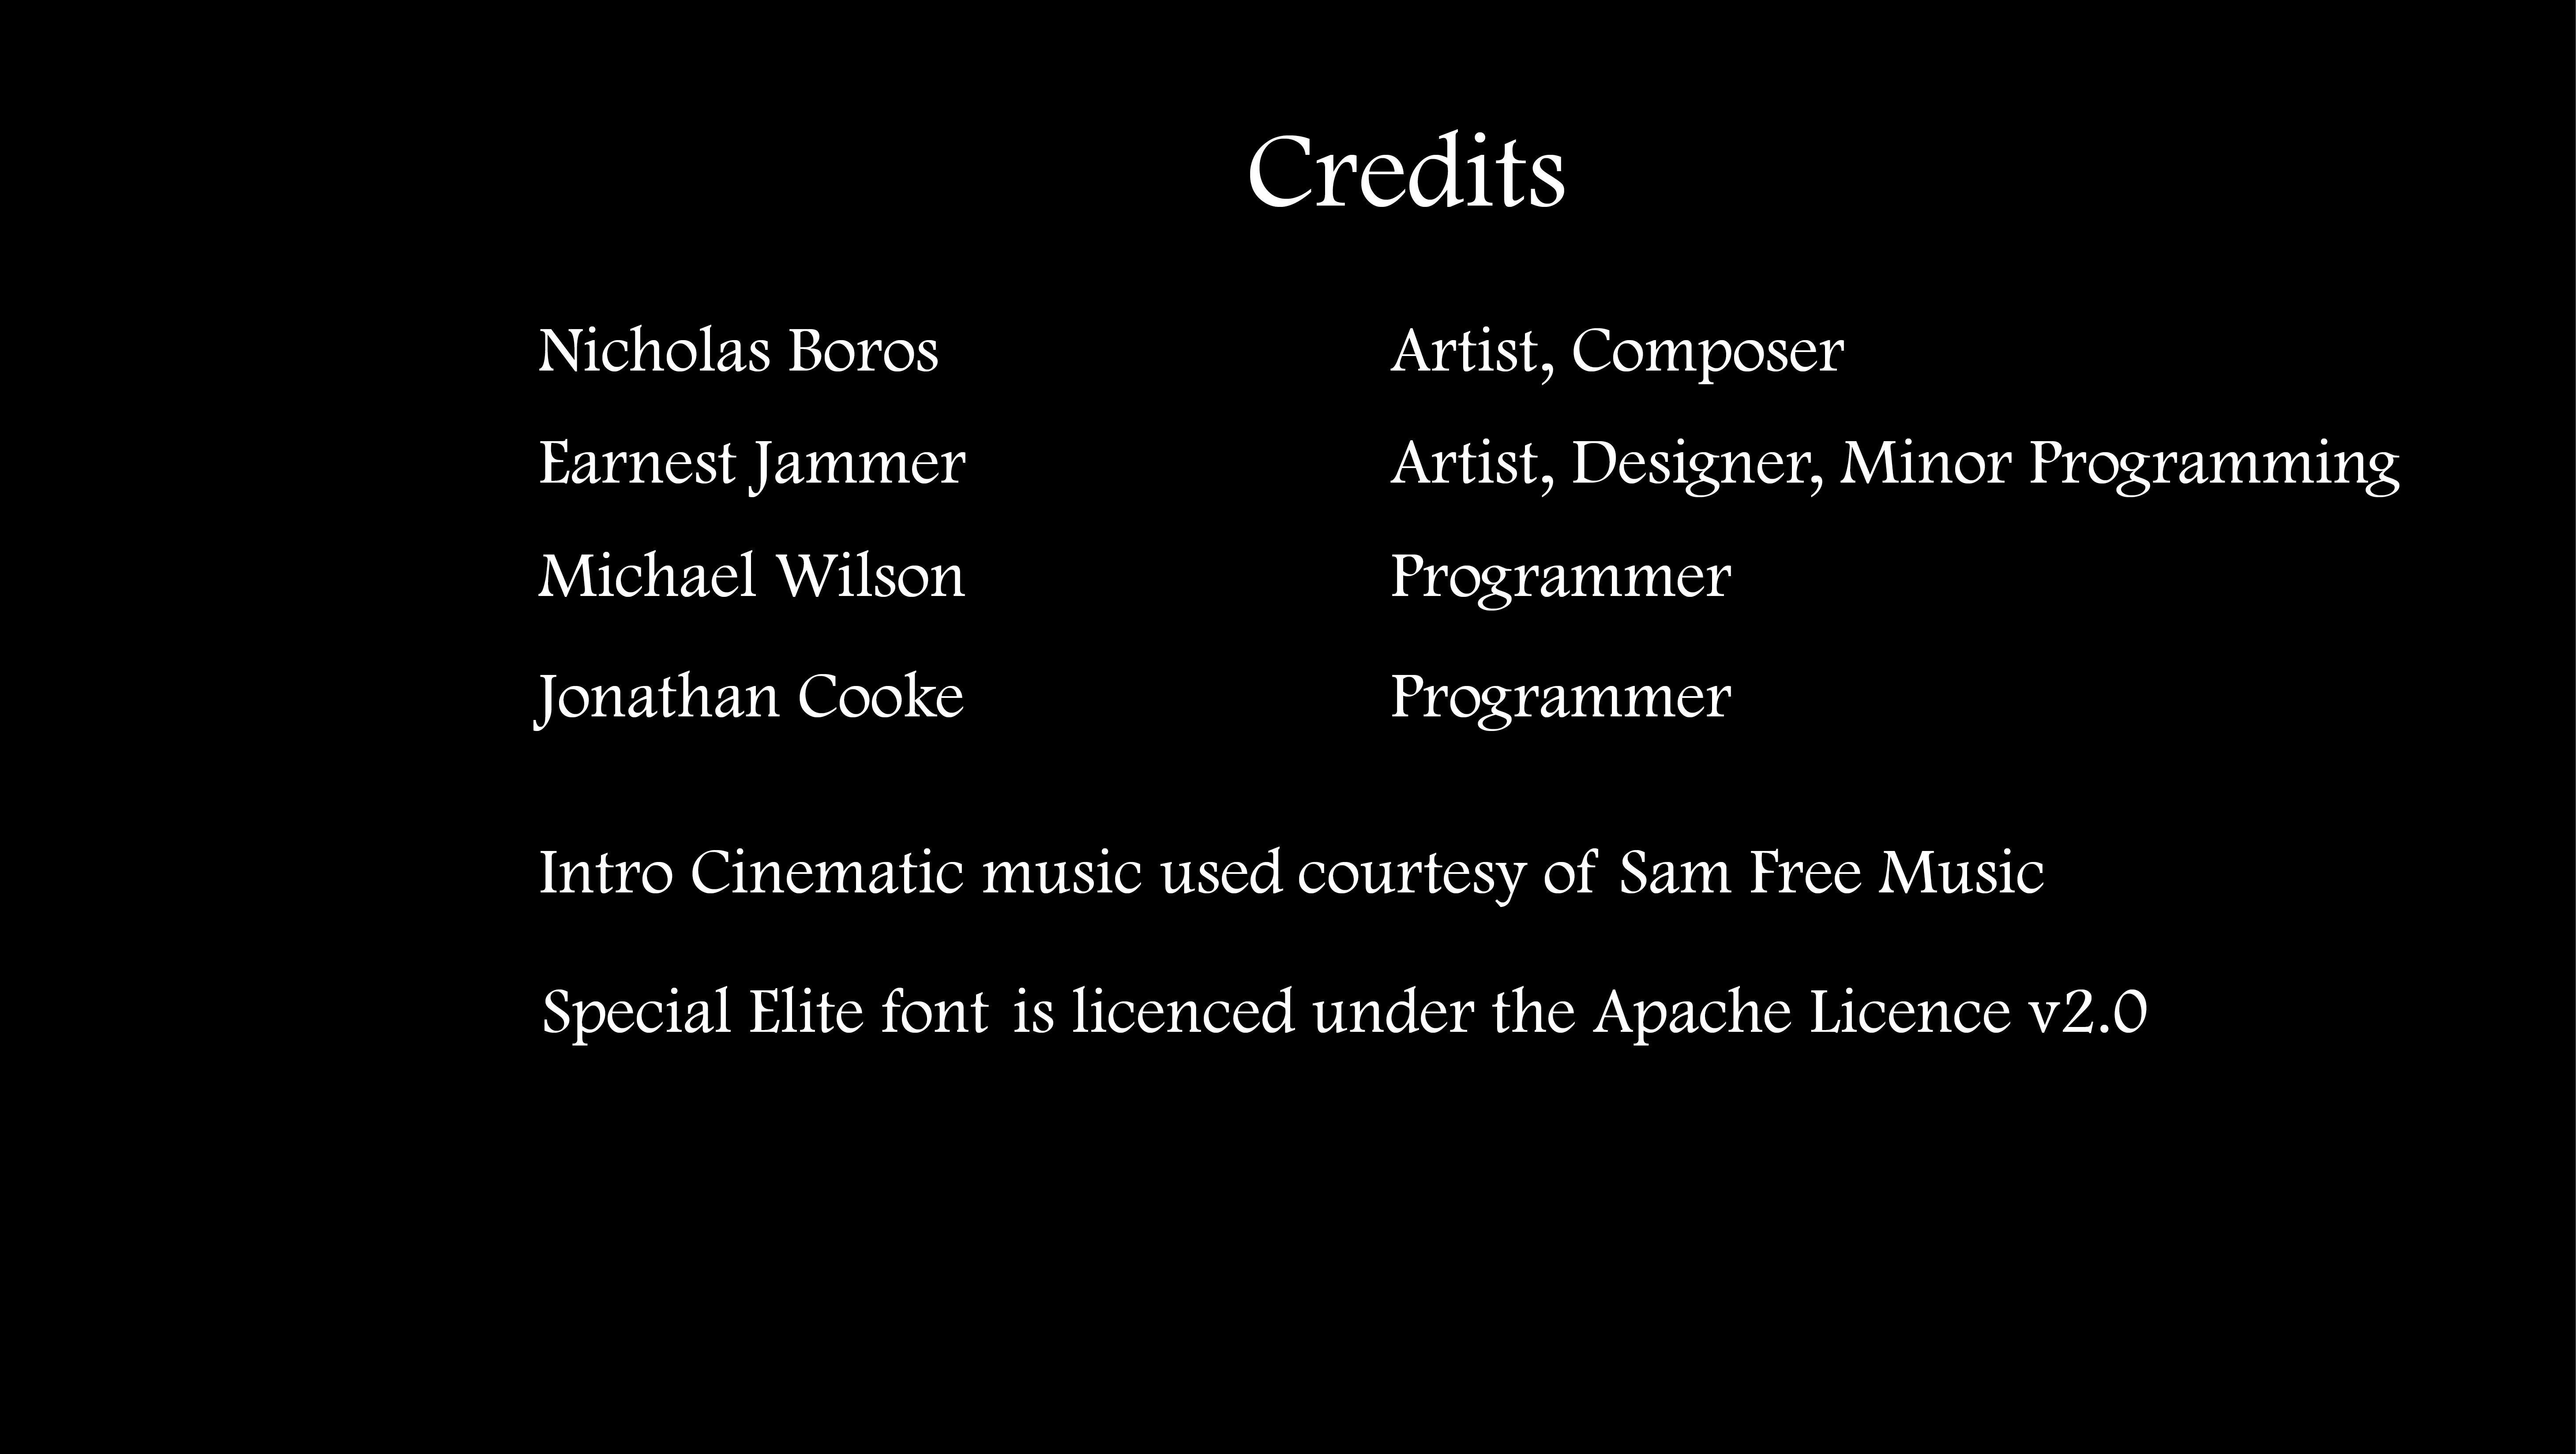 Credits
Nicholas Boros Artist, Composer
Earnest Jammer Artist, Designer, Minor Programming
Michael Wilson Programmer
Jonathan Cooke Programmer
Intro Cinematic music used courtesy of Sam Free Music
Special Elite font is licenced under the Apache Licence v2.0